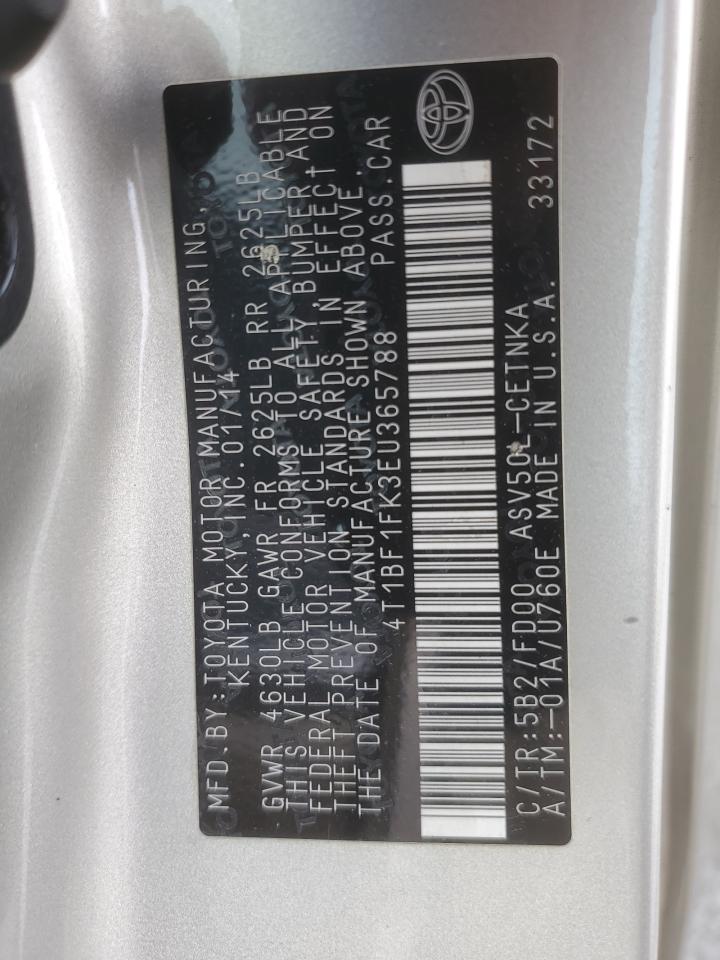 MFD.BY:TOYOTA MOTOR MANUFACTURING,
KENTUCKY,INC.01/14
GVWR 4630LB GAWR FR 2625LB RR 2625LB
THIS VEHICLE CONFORMS TO ALL APPLICABLE
FEDERAL MOTOR VEHICLE SAFETY,BUMPER,AND
THEFT PREVENTION STANDARDS IN EFFECT ON
THE DATE OF MANUFACTURE SHOWN ABOVE.
4T1BF1FK3EU365788 PASS.CAR
C/TR:5B2/FD00 ASV50L-CETNKA 33172
A/TM:-01A/U760E MADE IN U.S.A.